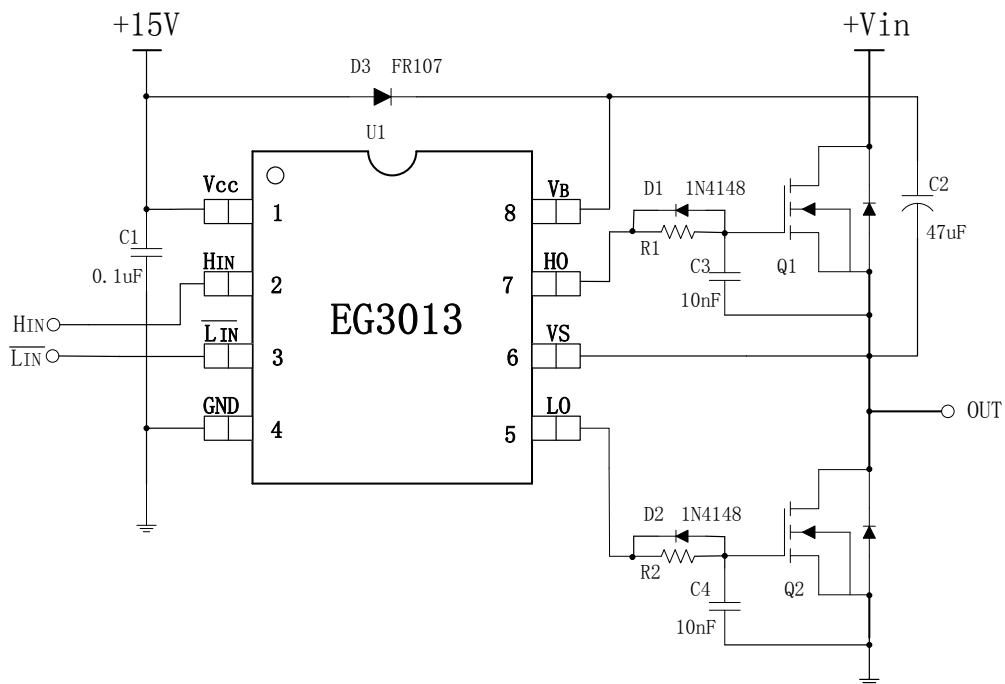 +15V
+Vin
D3 FR107
U1
Vcc
1
VB
8
D1 1N4148
C2
47uF
C1
0.1uF
HIN
2
HO
7
R1
C3
10nF
Q1
EG3013
HIN
L̅I̅N̅
L̅I̅N̅
3
VS
6
GND
4
LO
5
OUT
D2 1N4148
R2
C4
10nF
Q2